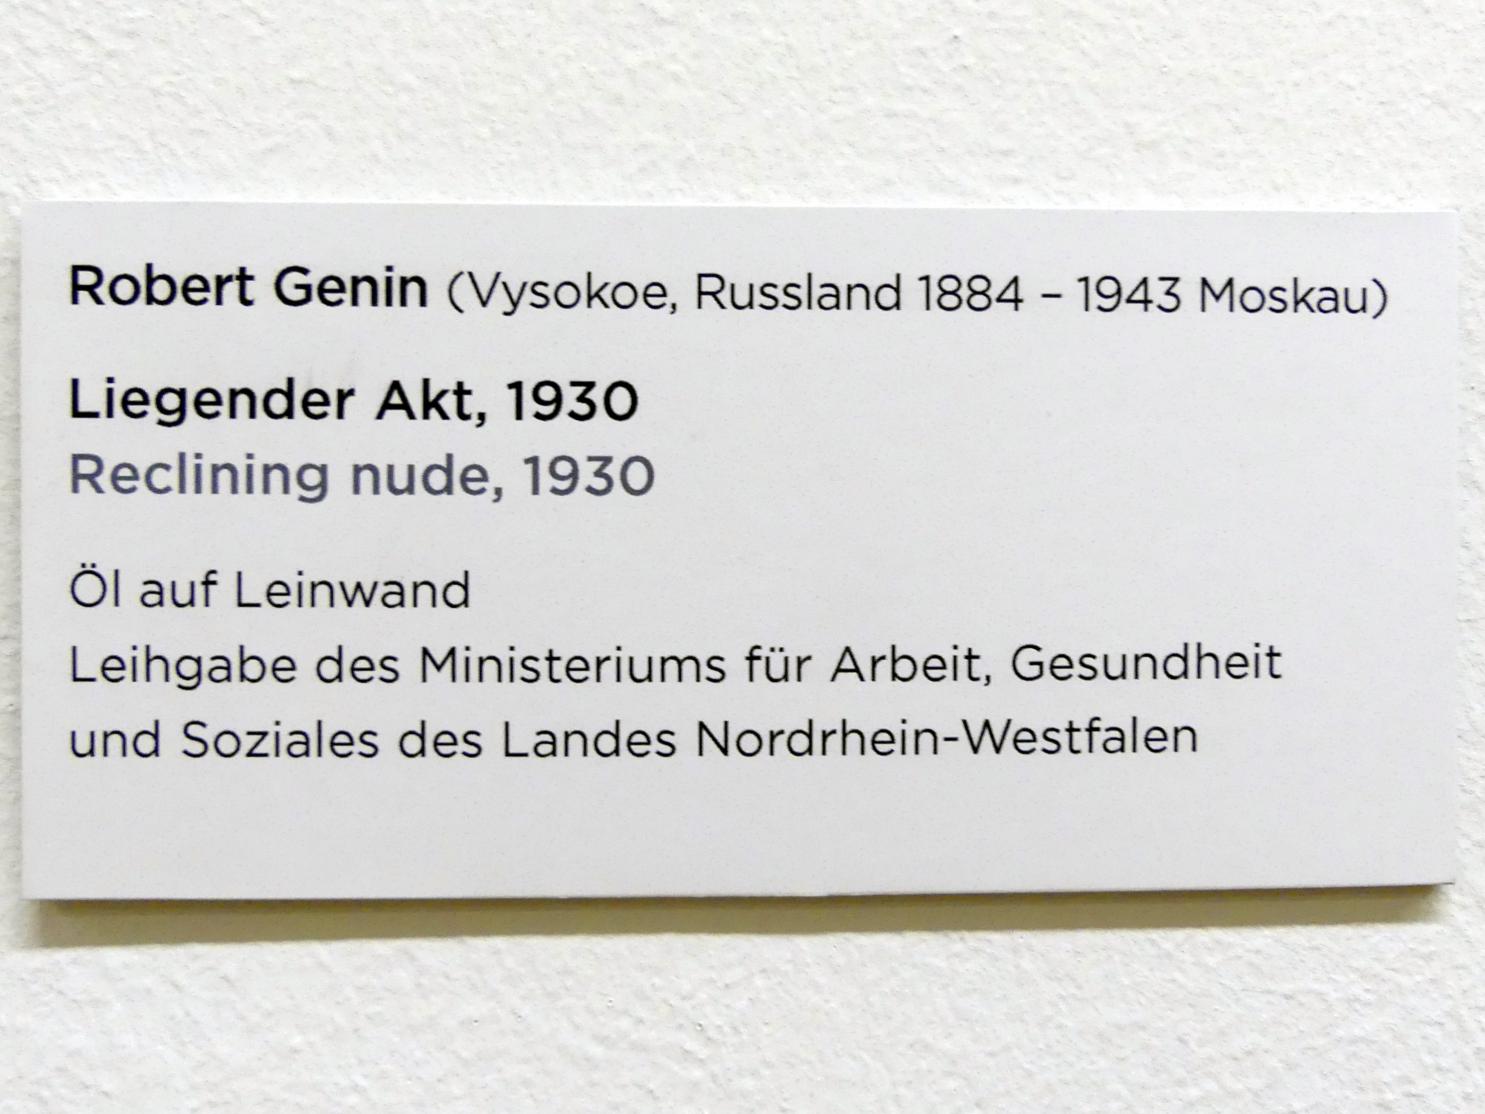 Robert Genin (Vysokoe, Russland 1884 – 1943 Moskau)
Liegender Akt, 1930
Reclining nude, 1930
Öl auf Leinwand
Leihgabe des Ministeriums für Arbeit, Gesundheit
und Soziales des Landes Nordrhein-Westfalen